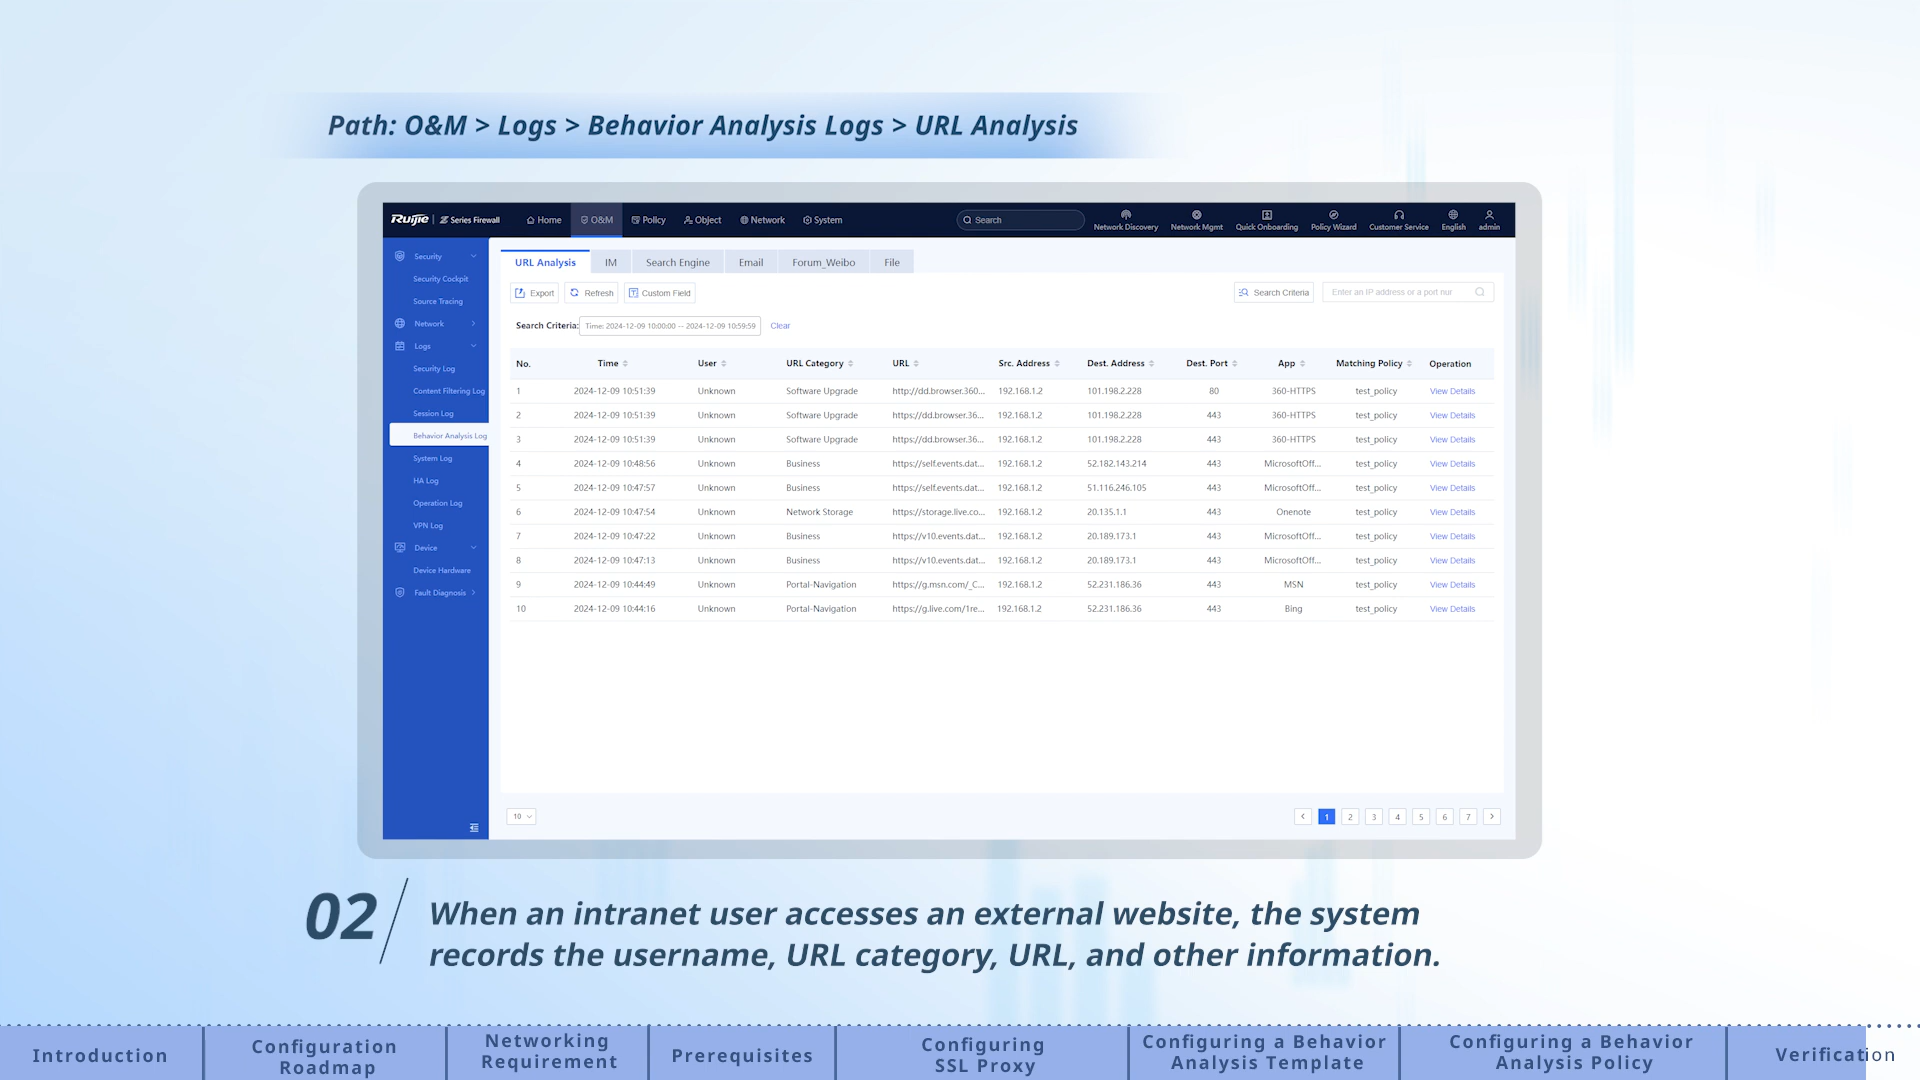 Path: O&M > Logs > Behavior Analysis Logs > URL Analysis
Ruijie | Z Series Firewall Home O&M Policy Object Network System Search Network Discovery Network Mgmt Quick Onboarding Policy Wizard Customer Service English admin
Security
Security Cockpit
Source Tracing
Network
Logs
Security Log
Content Filtering Log
Session Log
Behavior Analysis Log
System Log
HA Log
Operation Log
VPN Log
Device
Device Hardware
Fault Diagnosis
URL Analysis IM Search Engine Email Forum_Weibo File
Export Refresh Custom Field Search Criteria Enter an IP address or a port nur
Search Criteria: Time: 2024-12-09 10:00:00 -- 2024-12-09 10:59:59 Clear
No. Time User URL Category URL Src. Address Dest. Address Dest. Port App Matching Policy Operation
1 2024-12-09 10:51:39 Unknown Software Upgrade http://dd.browser.360... 192.168.1.2 101.198.2.228 80 360-HTTPS test_policy View Details
2 2024-12-09 10:51:39 Unknown Software Upgrade https://dd.browser.36... 192.168.1.2 101.198.2.228 443 360-HTTPS test_policy View Details
3 2024-12-09 10:51:39 Unknown Software Upgrade https://dd.browser.36... 192.168.1.2 101.198.2.228 443 360-HTTPS test_policy View Details
4 2024-12-09 10:48:56 Unknown Business https://self.events.dat... 192.168.1.2 52.182.143.214 443 MicrosoftOff... test_policy View Details
5 2024-12-09 10:47:57 Unknown Business https://self.events.dat... 192.168.1.2 51.116.246.105 443 MicrosoftOff... test_policy View Details
6 2024-12-09 10:47:54 Unknown Network Storage https://storage.live.co... 192.168.1.2 20.135.1.1 443 Onenote test_policy View Details
7 2024-12-09 10:47:22 Unknown Business https://v10.events.dat... 192.168.1.2 20.189.173.1 443 MicrosoftOff... test_policy View Details
8 2024-12-09 10:47:13 Unknown Business https://v10.events.dat... 192.168.1.2 20.189.173.1 443 MicrosoftOff... test_policy View Details
9 2024-12-09 10:44:49 Unknown Portal-Navigation https://g.msn.com/_C... 192.168.1.2 52.231.186.36 443 MSN test_policy View Details
10 2024-12-09 10:44:16 Unknown Portal-Navigation https://g.live.com/1re... 192.168.1.2 52.231.186.36 443 Bing test_policy View Details
10 1 2 3 4 5 6 7
02 When an intranet user accesses an external website, the system
records the username, URL category, URL, and other information.
Introduction
Configuration
Roadmap
Networking
Requirement
Prerequisites
Configuring
SSL Proxy
Configuring a Behavior
Analysis Template
Configuring a Behavior
Analysis Policy
Verification